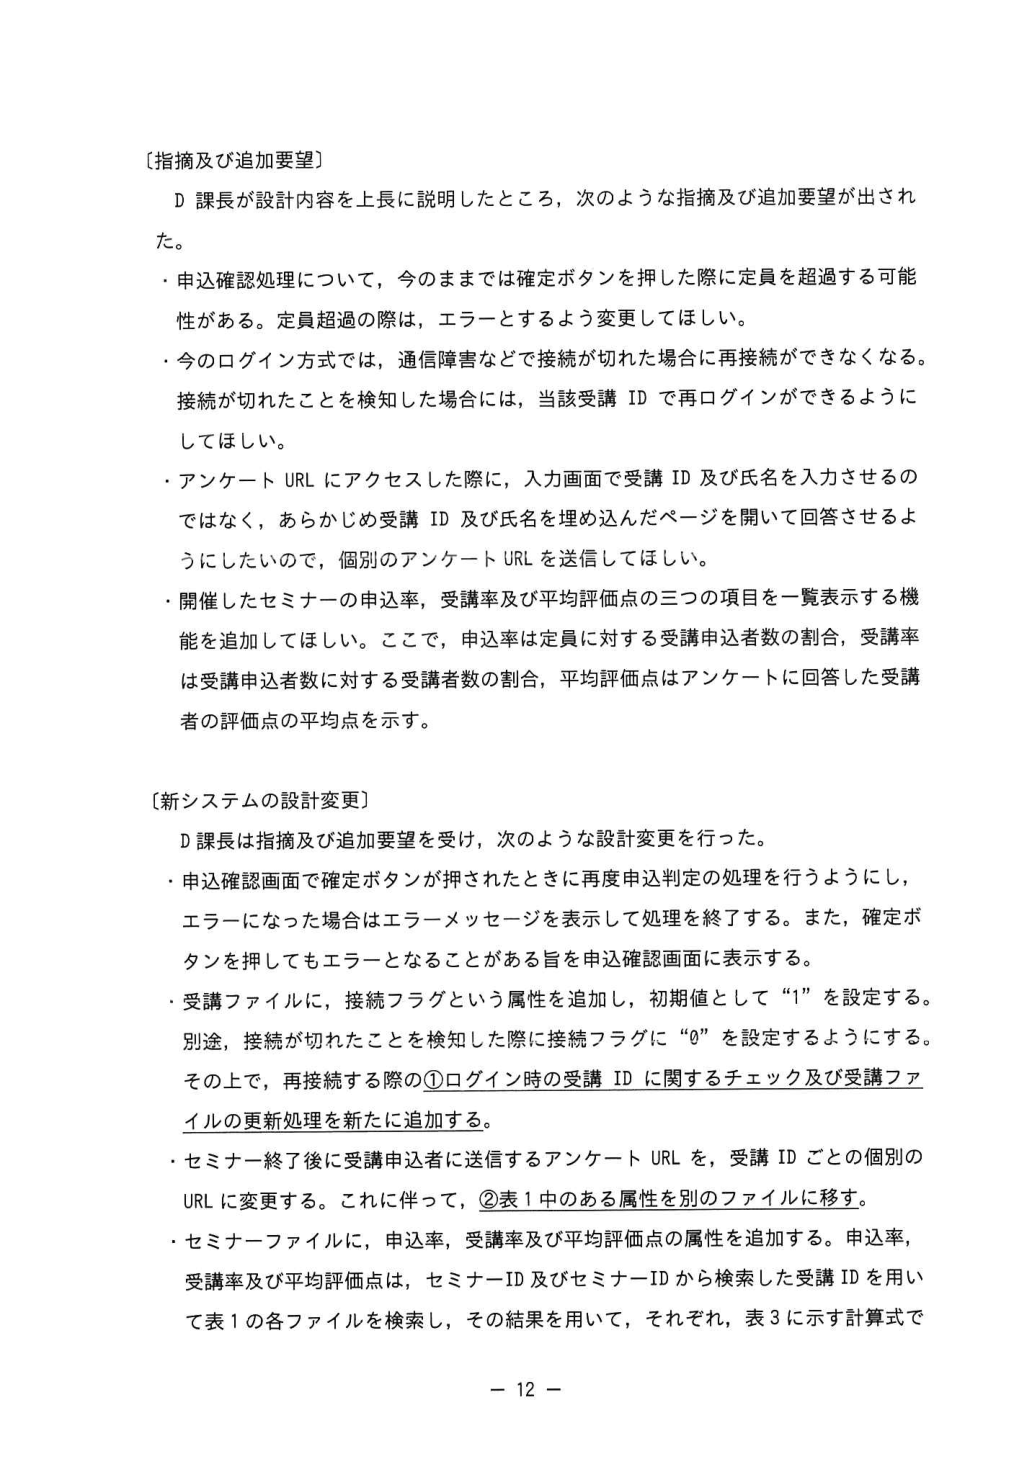 〔指摘及び追加要望〕
D 課長が設計内容を上長に説明したところ，次のような指摘及び追加要望が出され
た。
・申込確認処理について，今のままでは確定ボタンを押した際に定員を超過する可能
性がある。定員超過の際は，エラーとするよう変更してほしい。
・今のログイン方式では，通信障害などで接続が切れた場合に再接続ができなくなる。
接続が切れたことを検知した場合には，当該受講 ID で再ログインができるように
してほしい。
・アンケート URL にアクセスした際に，入力画面で受講 ID 及び氏名を入力させるの
ではなく，あらかじめ受講 ID 及び氏名を埋め込んだページを開いて回答させるよ
うにしたいので，個別のアンケート URL を送信してほしい。
・開催したセミナーの申込率，受講率及び平均評価点の三つの項目を一覧表示する機
能を追加してほしい。ここで，申込率は定員に対する受講申込者数の割合，受講率
は受講申込者数に対する受講者数の割合，平均評価点はアンケートに回答した受講
者の評価点の平均点を示す。
〔新システムの設計変更〕
D 課長は指摘及び追加要望を受け，次のような設計変更を行った。
・申込確認画面で確定ボタンが押されたときに再度申込判定の処理を行うようにし，
エラーになった場合はエラーメッセージを表示して処理を終了する。また，確定ボ
タンを押してもエラーとなることがある旨を申込確認画面に表示する。
・受講ファイルに，接続フラグという属性を追加し，初期値として“1”を設定する。
別途，接続が切れたことを検知した際に接続フラグに“0”を設定するようにする。
その上で，再接続する際の①ログイン時の受講 ID に関するチェック及び受講ファ
イルの更新処理を新たに追加する。
・セミナー終了後に受講申込者に送信するアンケート URL を，受講 ID ごとの個別の
URL に変更する。これに伴って，②表 1 中のある属性を別のファイルに移す。
・セミナーファイルに，申込率，受講率及び平均評価点の属性を追加する。申込率，
受講率及び平均評価点は，セミナーID 及びセミナーID から検索した受講 ID を用い
て表 1 の各ファイルを検索し，その結果を用いて，それぞれ，表 3 に示す計算式で
－ 12 －